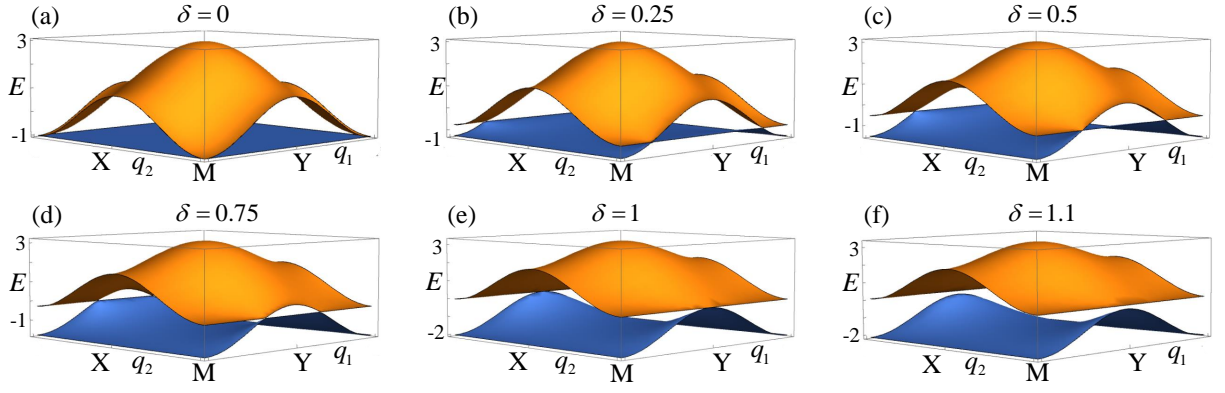 (a) δ = 0
3
E
-1
X q₂ M Y q₁
(b) δ = 0.25
3
E
-1
X q₂ M Y q₁
(c) δ = 0.5
3
E
-1
X q₂ M Y q₁
(d) δ = 0.75
3
E
-1
X q₂ M Y q₁
(e) δ = 1
3
E
-2
X q₂ M Y q₁
(f) δ = 1.1
3
E
-2
X q₂ M Y q₁